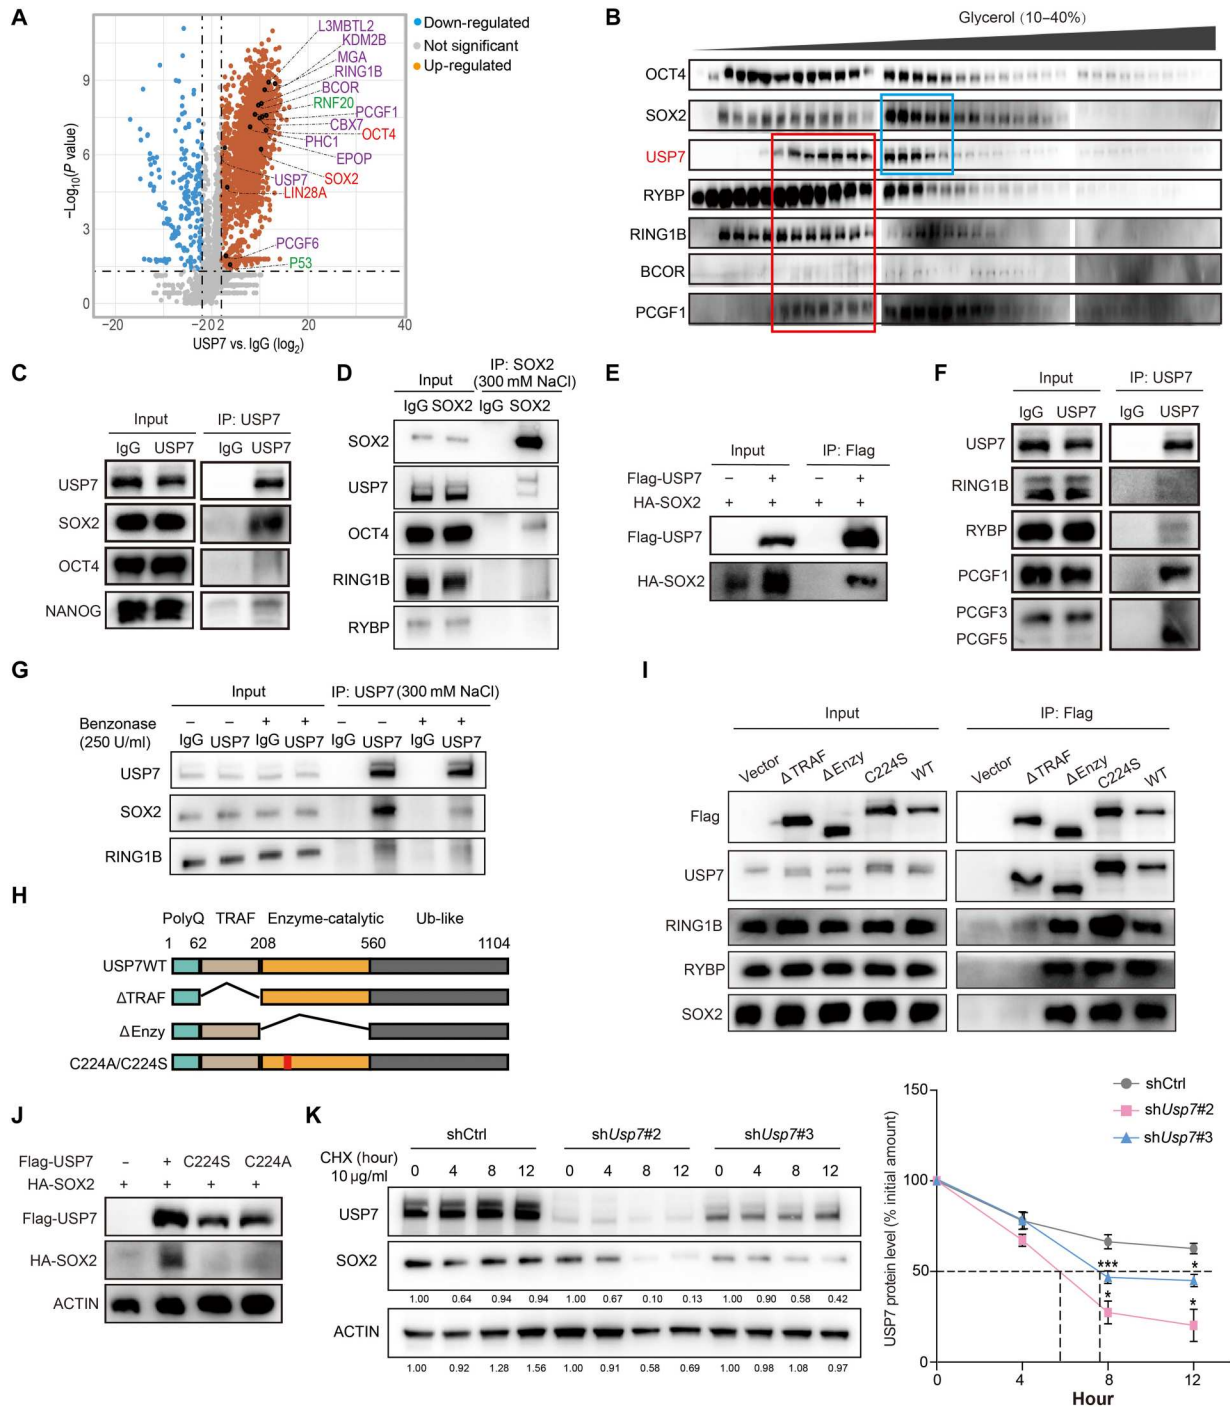 A
L3MBTL2
KDM2B
MGA
RING1B
BCOR
RNF20
PCGF1
CBX7
OCT4
PHC1
EPOP
USP7
SOX2
LIN28A
PCGF6
P53
−Log10(P value)
9
6
3
0
−20
−2 0 2
20
40
USP7 vs. IgG (log2)
Down-regulated
Not significant
Up-regulated
B
Glycerol (10–40%)
OCT4
SOX2
USP7
RYBP
RING1B
BCOR
PCGF1
C
Input IP: USP7
IgG USP7 IgG USP7
USP7
SOX2
OCT4
NANOG
D
IP: SOX2
Input (300 mM NaCl)
IgG SOX2 IgG SOX2
SOX2
USP7
OCT4
RING1B
RYBP
E
Input IP: Flag
Flag-USP7 – + – +
HA-SOX2 + + + +
Flag-USP7
HA-SOX2
F
Input IP: USP7
IgG USP7 IgG USP7
USP7
RING1B
RYBP
PCGF1
PCGF3
PCGF5
G
Input IP: USP7 (300 mM NaCl)
Benzonase – – + + – – + +
(250 U/ml) IgG USP7 IgG USP7 IgG USP7 IgG USP7
USP7
SOX2
RING1B
H
PolyQ TRAF Enzyme-catalytic Ub-like
1 62 208 560 1104
USP7WT
ΔTRAF
ΔEnzy
C224A/C224S
I
Input IP: Flag
Vector ΔTRAF ΔEnzy C224S WT Vector ΔTRAF ΔEnzy C224S WT
Flag
USP7
RING1B
RYBP
SOX2
J
Flag-USP7 – + C224S C224A
HA-SOX2 + + + +
Flag-USP7
HA-SOX2
ACTIN
K
shCtrl shUsp7#2 shUsp7#3
CHX (hour) 0 4 8 12 0 4 8 12 0 4 8 12
10 µg/ml
USP7
SOX2
1.00 0.64 0.94 0.94 1.00 0.67 0.10 0.13 1.00 0.90 0.58 0.42
ACTIN
1.00 0.92 1.28 1.56 1.00 0.91 0.58 0.69 1.00 0.98 1.08 0.97
shCtrl
shUsp7#2
shUsp7#3
USP7 protein level (% initial amount)
150
100
50
0
*** *
* *
0 4 8 12
Hour